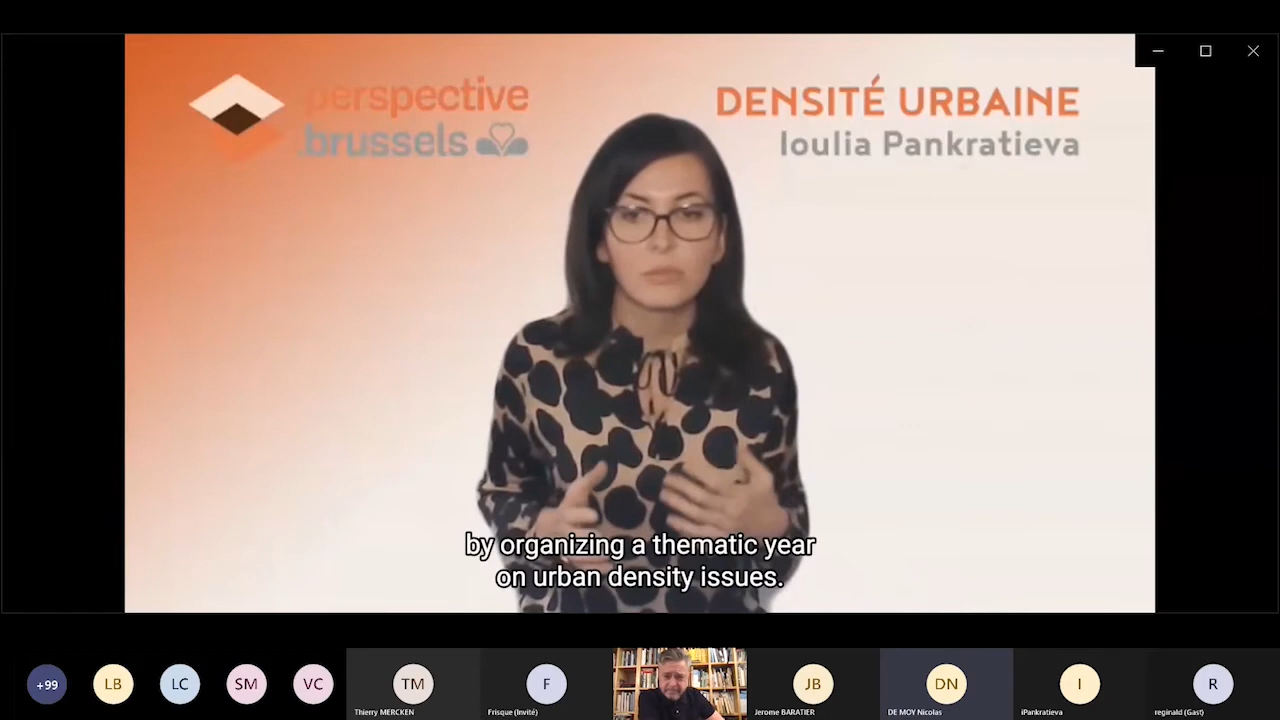 perspective
.brussels
DENSITÉ URBAINE
Ioulia Pankratieva
by organizing a thematic year
on urban density issues.
+99
LB
LC
SM
VC
TM
Thierry MERCKEN
F
Frisque (Invité)
JB
Jerome BARATIER
DN
DE MOY Nicolas
I
iPankratieva
R
reginald (Gast)